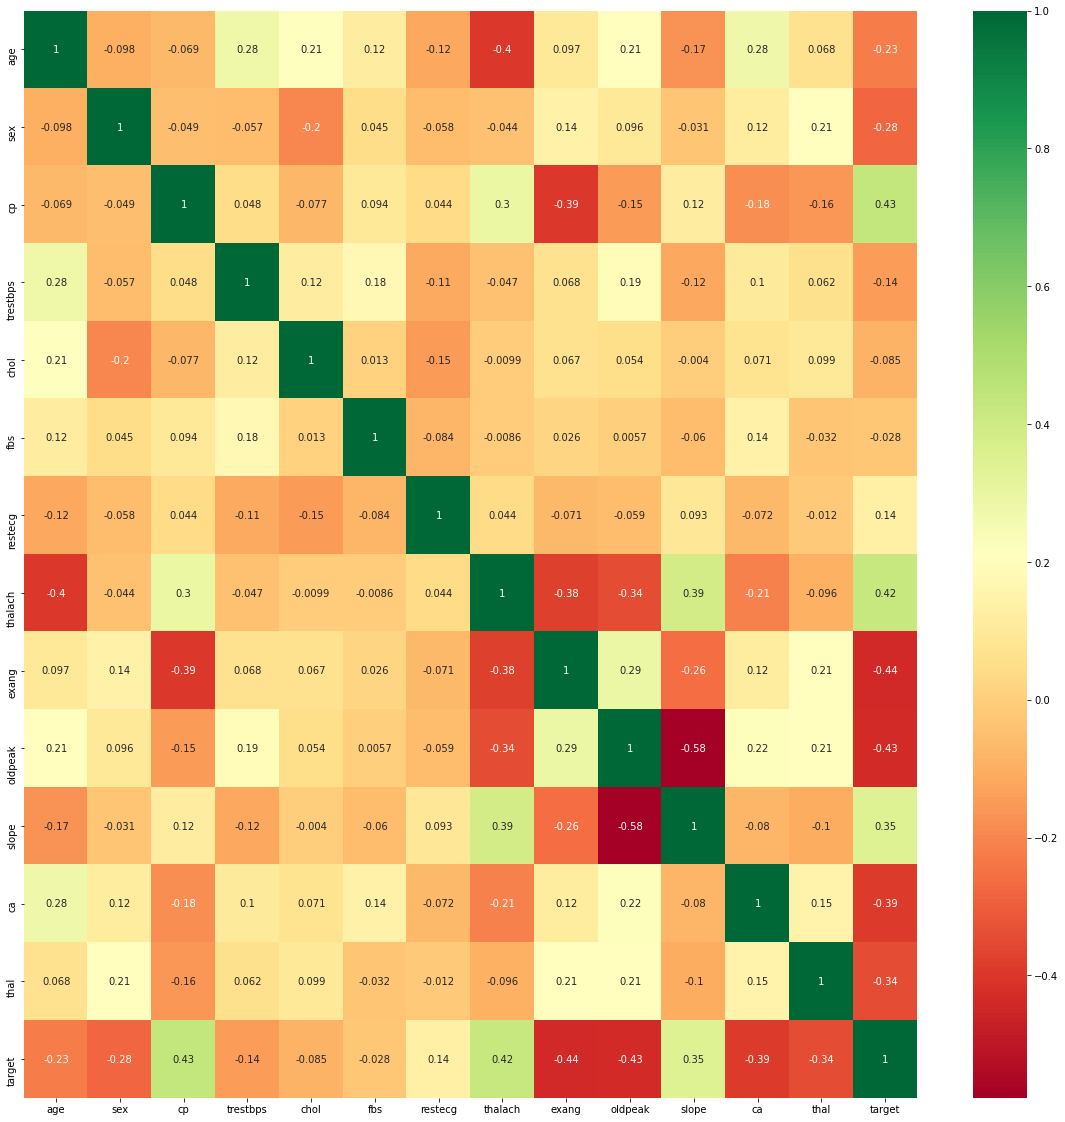 age 1 -0.098 -0.069 0.28 0.21 0.12 -0.12 -0.4 0.097 0.21 -0.17 0.28 0.068 -0.23
sex -0.098 1 -0.049 -0.057 -0.2 0.045 -0.058 -0.044 0.14 0.096 -0.031 0.12 0.21 -0.28
cp -0.069 -0.049 1 0.048 -0.077 0.094 0.044 0.3 -0.39 -0.15 0.12 -0.18 -0.16 0.43
trestbps 0.28 -0.057 0.048 1 0.12 0.18 -0.11 -0.047 0.068 0.19 -0.12 0.1 0.062 -0.14
chol 0.21 -0.2 -0.077 0.12 1 0.013 -0.15 -0.0099 0.067 0.054 -0.004 0.071 0.099 -0.085
fbs 0.12 0.045 0.094 0.18 0.013 1 -0.084 -0.0086 0.026 0.0057 -0.06 0.14 -0.032 -0.028
restecg -0.12 -0.058 0.044 -0.11 -0.15 -0.084 1 0.044 -0.071 -0.059 0.093 -0.072 -0.012 0.14
thalach -0.4 -0.044 0.3 -0.047 -0.0099 -0.0086 0.044 1 -0.38 -0.34 0.39 -0.21 -0.096 0.42
exang 0.097 0.14 -0.39 0.068 0.067 0.026 -0.071 -0.38 1 0.29 -0.26 0.12 0.21 -0.44
oldpeak 0.21 0.096 -0.15 0.19 0.054 0.0057 -0.059 -0.34 0.29 1 -0.58 0.22 0.21 -0.43
slope -0.17 -0.031 0.12 -0.12 -0.004 -0.06 0.093 0.39 -0.26 -0.58 1 -0.08 -0.1 0.35
ca 0.28 0.12 -0.18 0.1 0.071 0.14 -0.072 -0.21 0.12 0.22 -0.08 1 0.15 -0.39
thal 0.068 0.21 -0.16 0.062 0.099 -0.032 -0.012 -0.096 0.21 0.21 -0.1 0.15 1 -0.34
target -0.23 -0.28 0.43 -0.14 -0.085 -0.028 0.14 0.42 -0.44 -0.43 0.35 -0.39 -0.34 1
age sex cp trestbps chol fbs restecg thalach exang oldpeak slope ca thal target
1.0
0.8
0.6
0.4
0.2
0.0
−0.2
−0.4